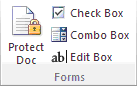 Protect
Doc
Check Box
Combo Box
ab Edit Box
Forms